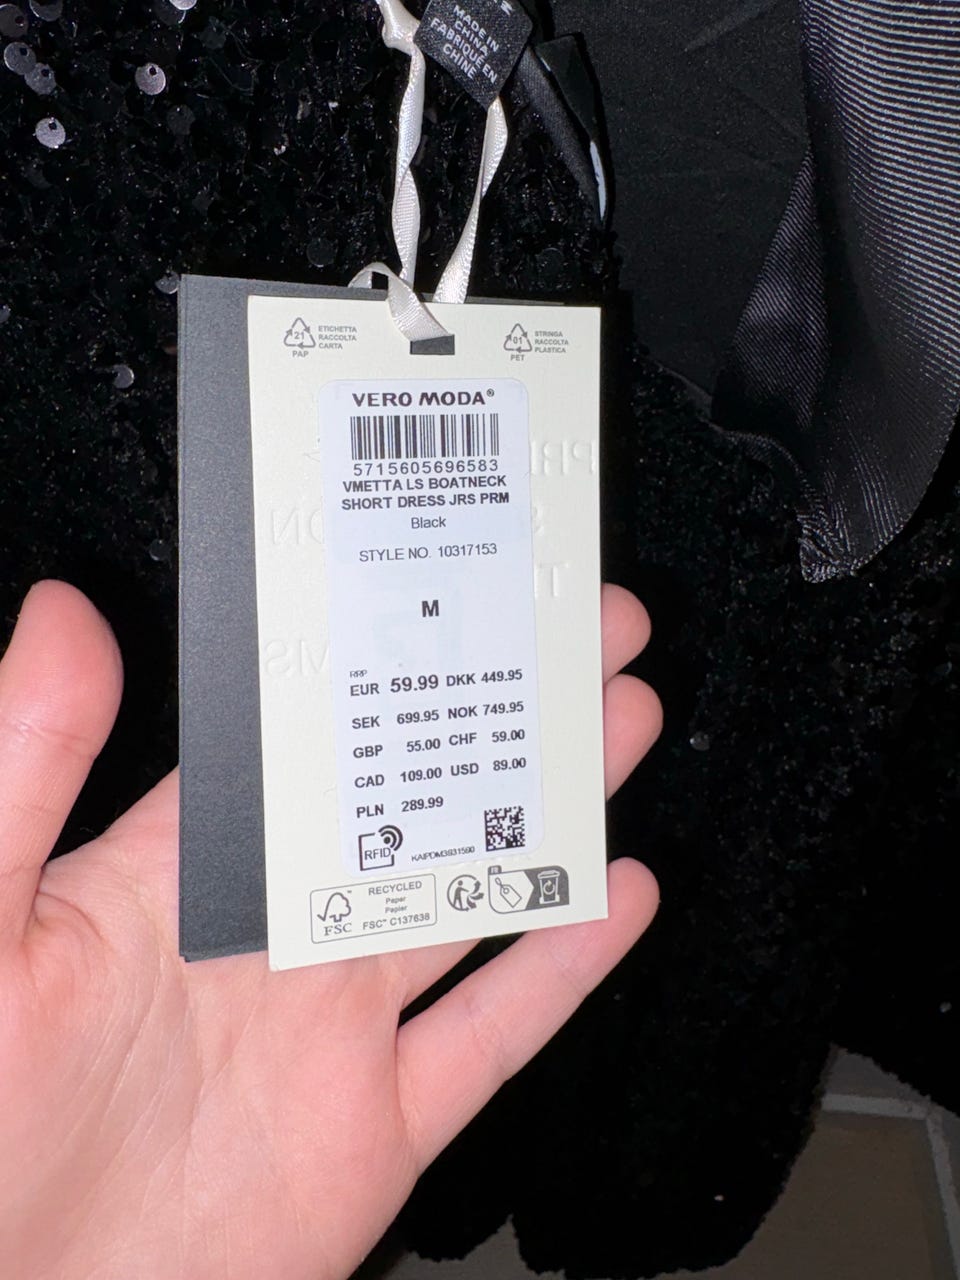 M
MADE IN
CHINA
FABRIQUÉ EN
CHINE
21
PAP
ETICHETTA
RACCOLTA
CARTA
01
PET
STRINGA
RACCOLTA
PLASTICA
VERO MODA®
5715605696583
VMETTA LS BOATNECK
SHORT DRESS JRS PRM
Black
STYLE NO. 10317153
M
RRP
EUR 59.99 DKK 449.95
SEK 699.95 NOK 749.95
GBP 55.00 CHF 59.00
CAD 109.00 USD 89.00
PLN 289.99
RFID
KAIPDM3931590
FSC
RECYCLED
Paper
Papier
FSC™ C137638
FR